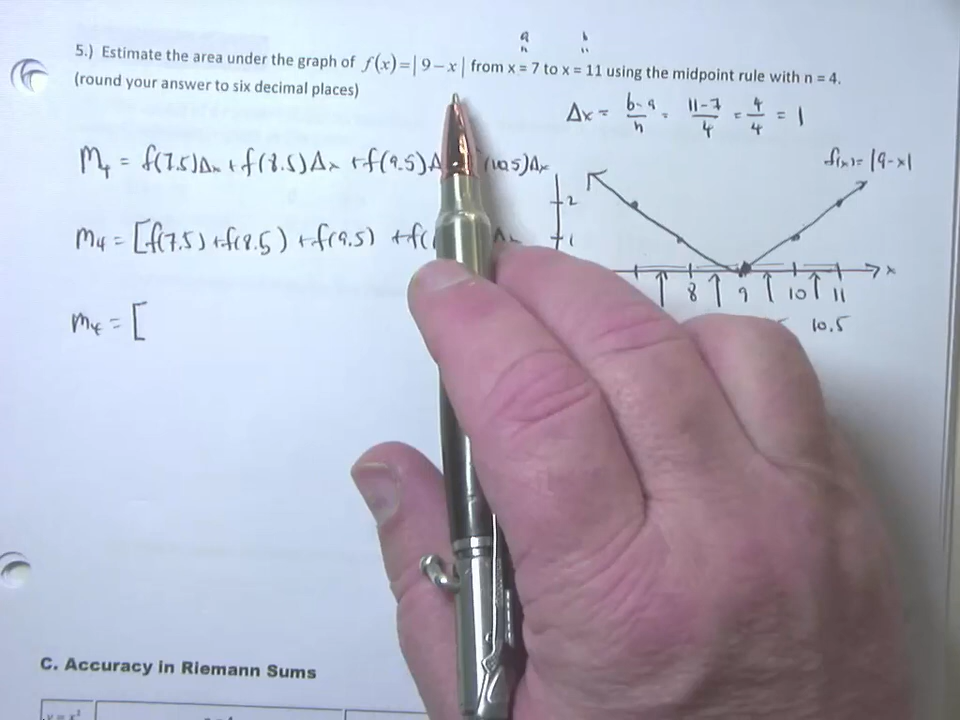 a b
" "
5.) Estimate the area under the graph of f(x)=| 9 − x | from x = 7 to x = 11 using the midpoint rule with n = 4.
(round your answer to six decimal places)
Δx = b-a/n = 11-7/4 = 4/4 = 1
M4 = f(7.5)Δx + f(8.5)Δx + f(9.5)Δ (10.5)Δx
f(x)= |9-x|
2
M4 = [f(7.5) + f(8.5) + f(9.5) + f( Δx
1
x
8 9 10 11
M4 = [
10.5
C. Accuracy in Riemann Sums
y = x²